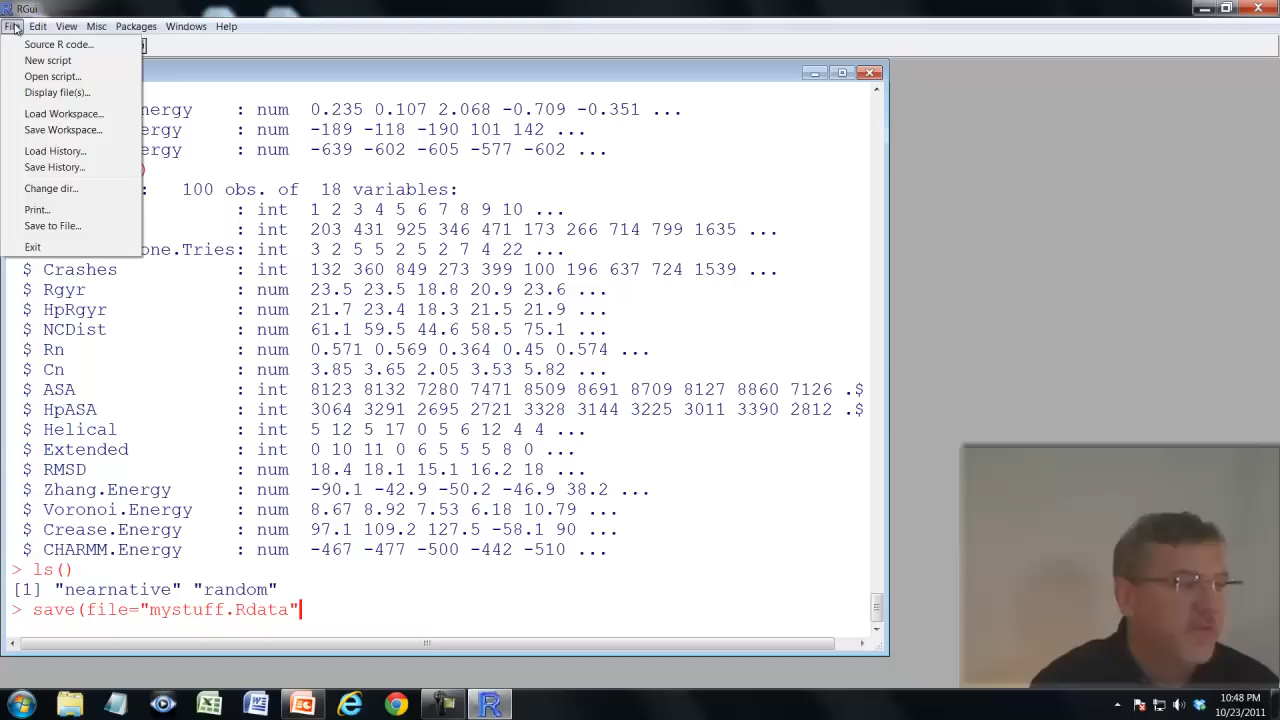 RGui
File Edit View Misc Packages Windows Help
Source R code...
New script
Open script...
Display file(s)...
Load Workspace...
Save Workspace...
Load History...
Save History...
Change dir...
Print...
Save to File...
Exit
nergy : num 0.235 0.107 2.068 -0.709 -0.351 ...
ergy : num -189 -118 -190 101 142 ...
ergy : num -639 -602 -605 -577 -602 ...
)
: 100 obs. of 18 variables:
: int 1 2 3 4 5 6 7 8 9 10 ...
: int 203 431 925 346 471 173 266 714 799 1635 ...
one.Tries: int 3 2 5 5 2 5 2 7 4 22 ...
$ Crashes : int 132 360 849 273 399 100 196 637 724 1539 ...
$ Rgyr : num 23.5 23.5 18.8 20.9 23.6 ...
$ HpRgyr : num 21.7 23.4 18.3 21.5 21.9 ...
$ NCDist : num 61.1 59.5 44.6 58.5 75.1 ...
$ Rn : num 0.571 0.569 0.364 0.45 0.574 ...
$ Cn : num 3.85 3.65 2.05 3.53 5.82 ...
$ ASA : int 8123 8132 7280 7471 8509 8691 8709 8127 8860 7126 .$
$ HpASA : int 3064 3291 2695 2721 3328 3144 3225 3011 3390 2812 .$
$ Helical : int 5 12 5 17 0 5 6 12 4 4 ...
$ Extended : int 0 10 11 0 6 5 5 5 8 0 ...
$ RMSD : num 18.4 18.1 15.1 16.2 18 ...
$ Zhang.Energy : num -90.1 -42.9 -50.2 -46.9 38.2 ...
$ Voronoi.Energy : num 8.67 8.92 7.53 6.18 10.79 ...
$ Crease.Energy : num 97.1 109.2 127.5 -58.1 90 ...
$ CHARMM.Energy : num -467 -477 -500 -442 -510 ...
> ls()
[1] "nearnative" "random"
> save(file="mystuff.Rdata"
10:48 PM
10/23/2011